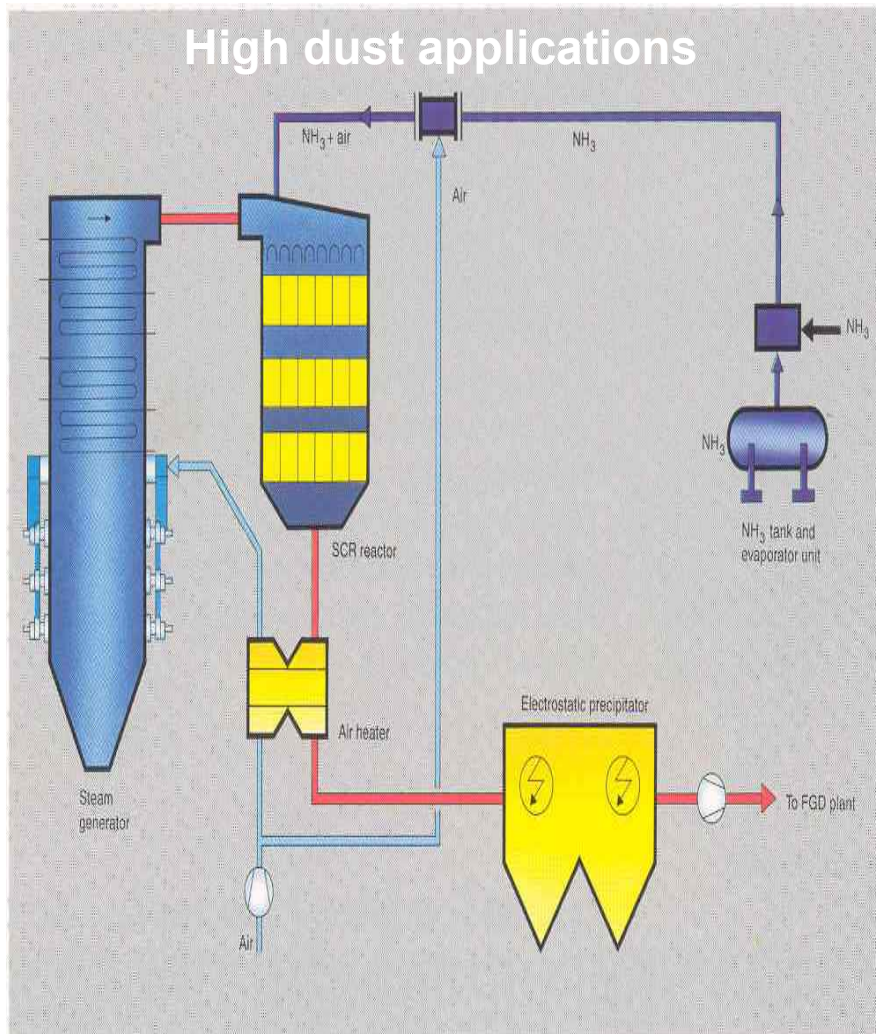 High dust applications
NH₃ + air
NH₃
Air
NH₃
NH₃
NH₃ tank and
evaporator unit
SCR reactor
Electrostatic precipitator
Air heater
Steam
generator
To FGD plant
Air